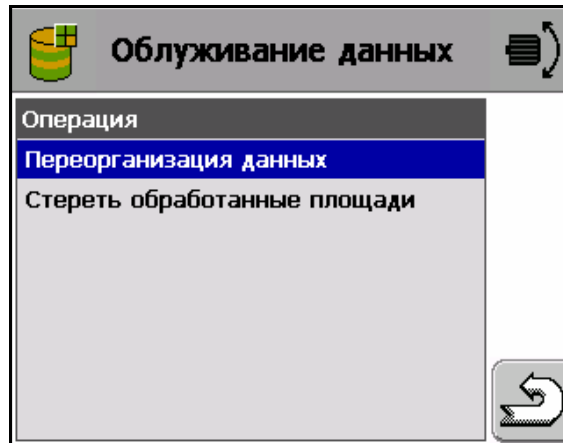 Облуживание данных
Операция
Переорганизация данных
Стереть обработанные площади